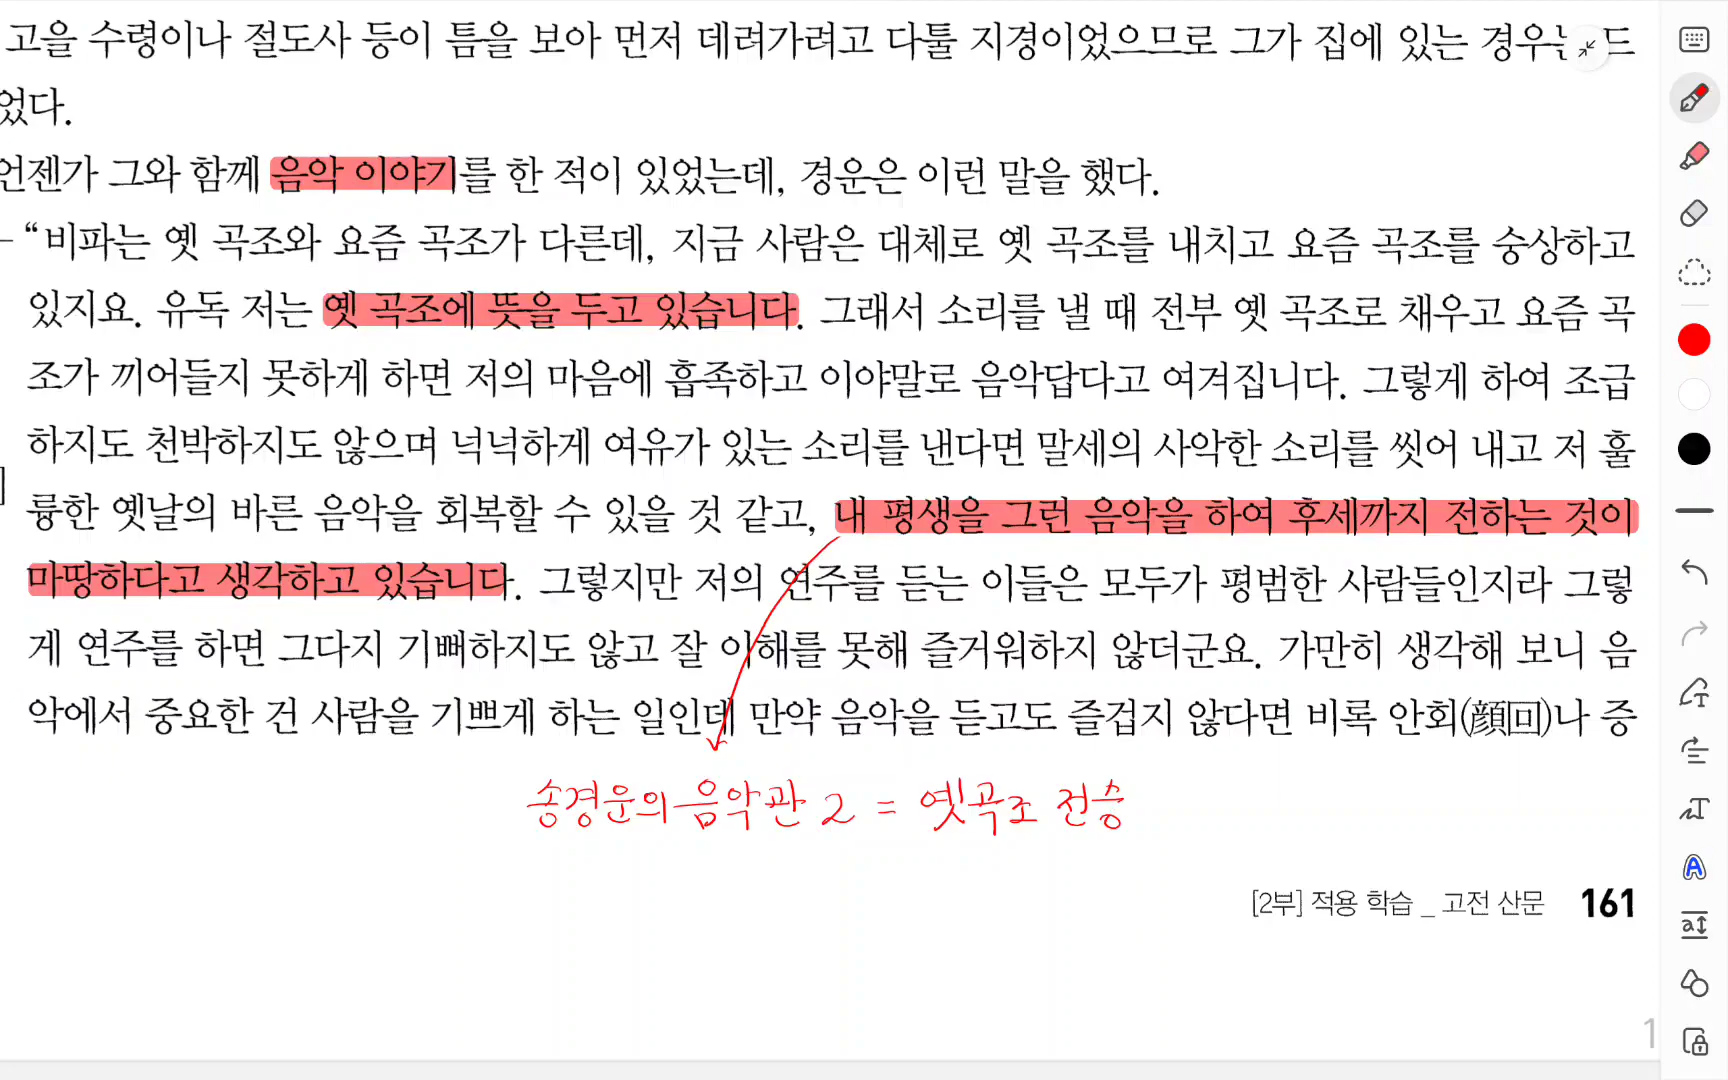 고을 수령이나 절도사 등이 틈을 보아 먼저 데려가려고 다툴 지경이었으므로 그가 집에 있는 경우는 드
었다.
언젠가 그와 함께 음악 이야기를 한 적이 있었는데, 경운은 이런 말을 했다.
“비파는 옛 곡조와 요즘 곡조가 다른데, 지금 사람은 대체로 옛 곡조를 내치고 요즘 곡조를 숭상하고
있지요. 유독 저는 옛 곡조에 뜻을 두고 있습니다. 그래서 소리를 낼 때 전부 옛 곡조로 채우고 요즘 곡
조가 끼어들지 못하게 하면 저의 마음에 흡족하고 이야말로 음악답다고 여겨집니다. 그렇게 하여 조급
하지도 천박하지도 않으며 넉넉하게 여유가 있는 소리를 낸다면 말세의 사악한 소리를 씻어 내고 저 훌
륭한 옛날의 바른 음악을 회복할 수 있을 것 같고, 내 평생을 그런 음악을 하여 후세까지 전하는 것이
마땅하다고 생각하고 있습니다. 그렇지만 저의 연주를 듣는 이들은 모두가 평범한 사람들인지라 그렇
게 연주를 하면 그다지 기뻐하지도 않고 잘 이해를 못해 즐거워하지 않더군요. 가만히 생각해 보니 음
악에서 중요한 건 사람을 기쁘게 하는 일인데 만약 음악을 듣고도 즐겁지 않다면 비록 안회(顔回)나 증
송경운의 음악관 2 = 옛곡조 전승
[2부] 적용 학습 _ 고전 산문 161
1